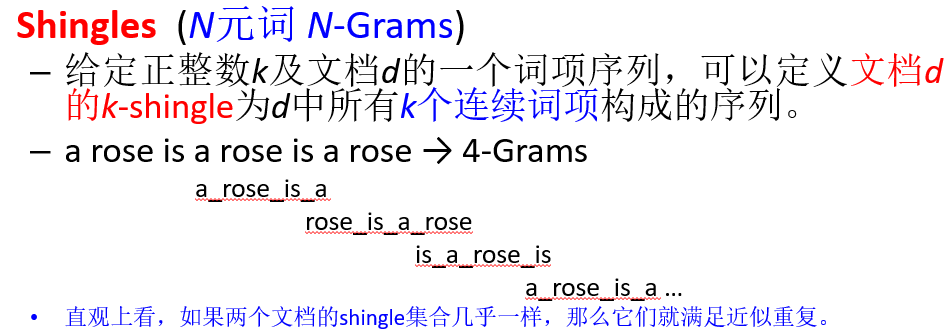 Shingles (N元词 N-Grams)
– 给定正整数k及文档d的一个词项序列，可以定义文档d
的k-shingle为d中所有k个连续词项构成的序列。
– a rose is a rose is a rose → 4-Grams
a_rose_is_a
rose_is_a_rose
is_a_rose_is
a_rose_is_a ...
• 直观上看，如果两个文档的shingle集合几乎一样，那么它们就满足近似重复。